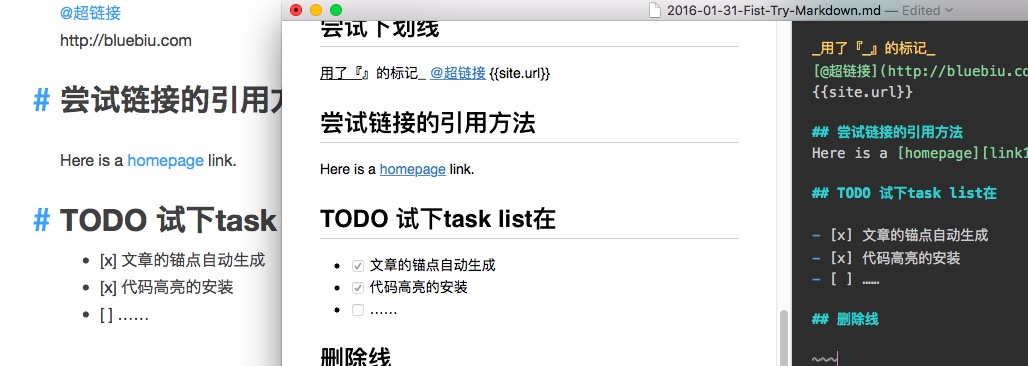 @超链接
http://bluebiu.com
# 尝试链接的引用方
Here is a homepage link.
# TODO 试下task
[x] 文章的锚点自动生成
[x] 代码高亮的安装
[ ] ……
2016-01-31-Fist-Try-Markdown.md — Edited
尝试下划线
用了『』的标记_ @超链接 {{site.url}}
尝试链接的引用方法
Here is a homepage link.
TODO 试下task list在
文章的锚点自动生成
代码高亮的安装
……
删除线
_用了『_』的标记_
[@超链接](http://bluebiu.co
{{site.url}}
## 尝试链接的引用方法
Here is a [homepage][link1
## TODO 试下task list在
- [x] 文章的锚点自动生成
- [x] 代码高亮的安装
- [ ] ……
## 删除线
~~~